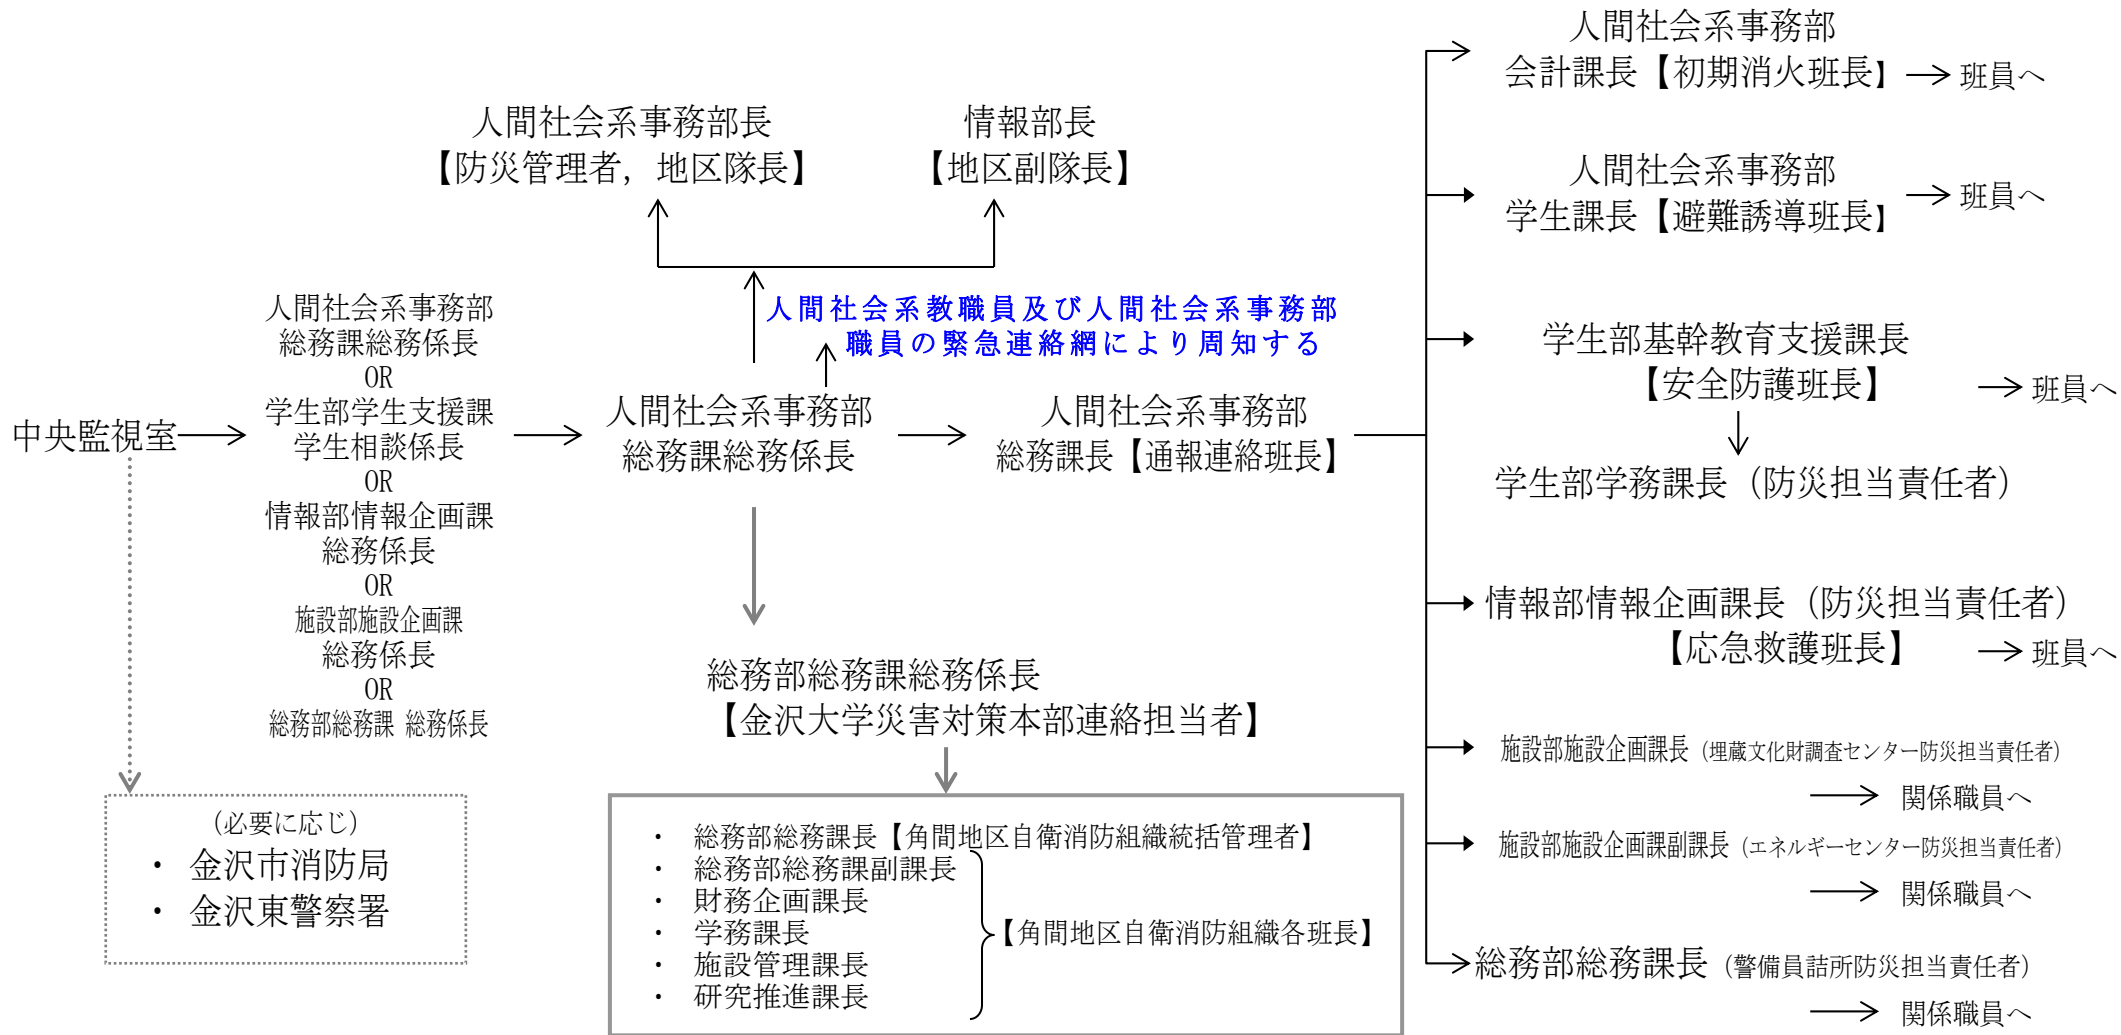 中央監視室
(必要に応じ)
・ 金沢市消防局
・ 金沢東警察署
人間社会系事務部
総務課総務係長
OR
学生部学生支援課
学生相談係長
OR
情報部情報企画課
総務係長
OR
施設部施設企画課
総務係長
OR
総務部総務課 総務係長
人間社会系事務部長
【防災管理者，地区隊長】
情報部長
【地区副隊長】
人間社会系教職員及び人間社会系事務部
職員の緊急連絡網により周知する
人間社会系事務部
総務課総務係長
人間社会系事務部
総務課長【通報連絡班長】
総務部総務課総務係長
【金沢大学災害対策本部連絡担当者】
・ 総務部総務課長【角間地区自衛消防組織統括管理者】
・ 総務部総務課副課長
・ 財務企画課長
・ 学務課長
・ 施設管理課長
・ 研究推進課長
【角間地区自衛消防組織各班長】
人間社会系事務部
会計課長【初期消火班長】
班員へ
人間社会系事務部
学生課長【避難誘導班長】
班員へ
学生部基幹教育支援課長
【安全防護班長】
班員へ
学生部学務課長（防災担当責任者）
情報部情報企画課長（防災担当責任者）
【応急救護班長】
班員へ
施設部施設企画課長（埋蔵文化財調査センター防災担当責任者）
関係職員へ
施設部施設企画課副課長（エネルギーセンター防災担当責任者）
関係職員へ
総務部総務課長（警備員詰所防災担当責任者）
関係職員へ